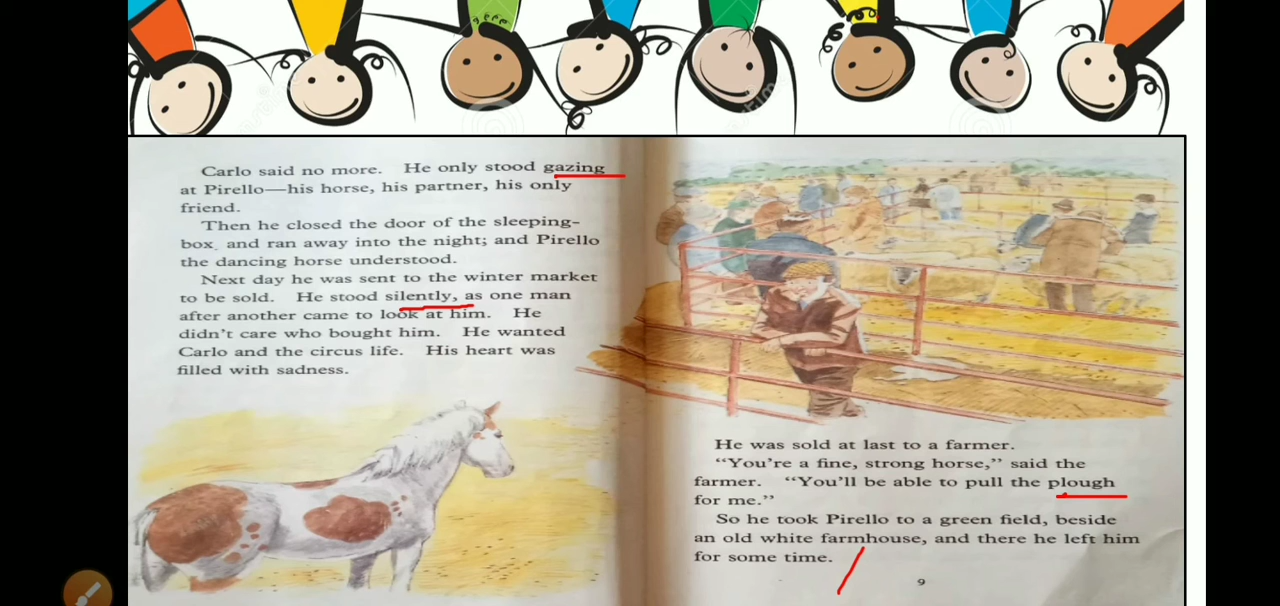 Carlo said no more. He only stood gazing
at Pirello—his horse, his partner, his only
friend.
Then he closed the door of the sleeping-
box and ran away into the night; and Pirello
the dancing horse understood.
Next day he was sent to the winter market
to be sold. He stood silently, as one man
after another came to look at him. He
didn't care who bought him. He wanted
Carlo and the circus life. His heart was
filled with sadness.
He was sold at last to a farmer.
"You're a fine, strong horse," said the
farmer. "You'll be able to pull the plough
for me."
So he took Pirello to a green field, beside
an old white farmhouse, and there he left him
for some time.
9